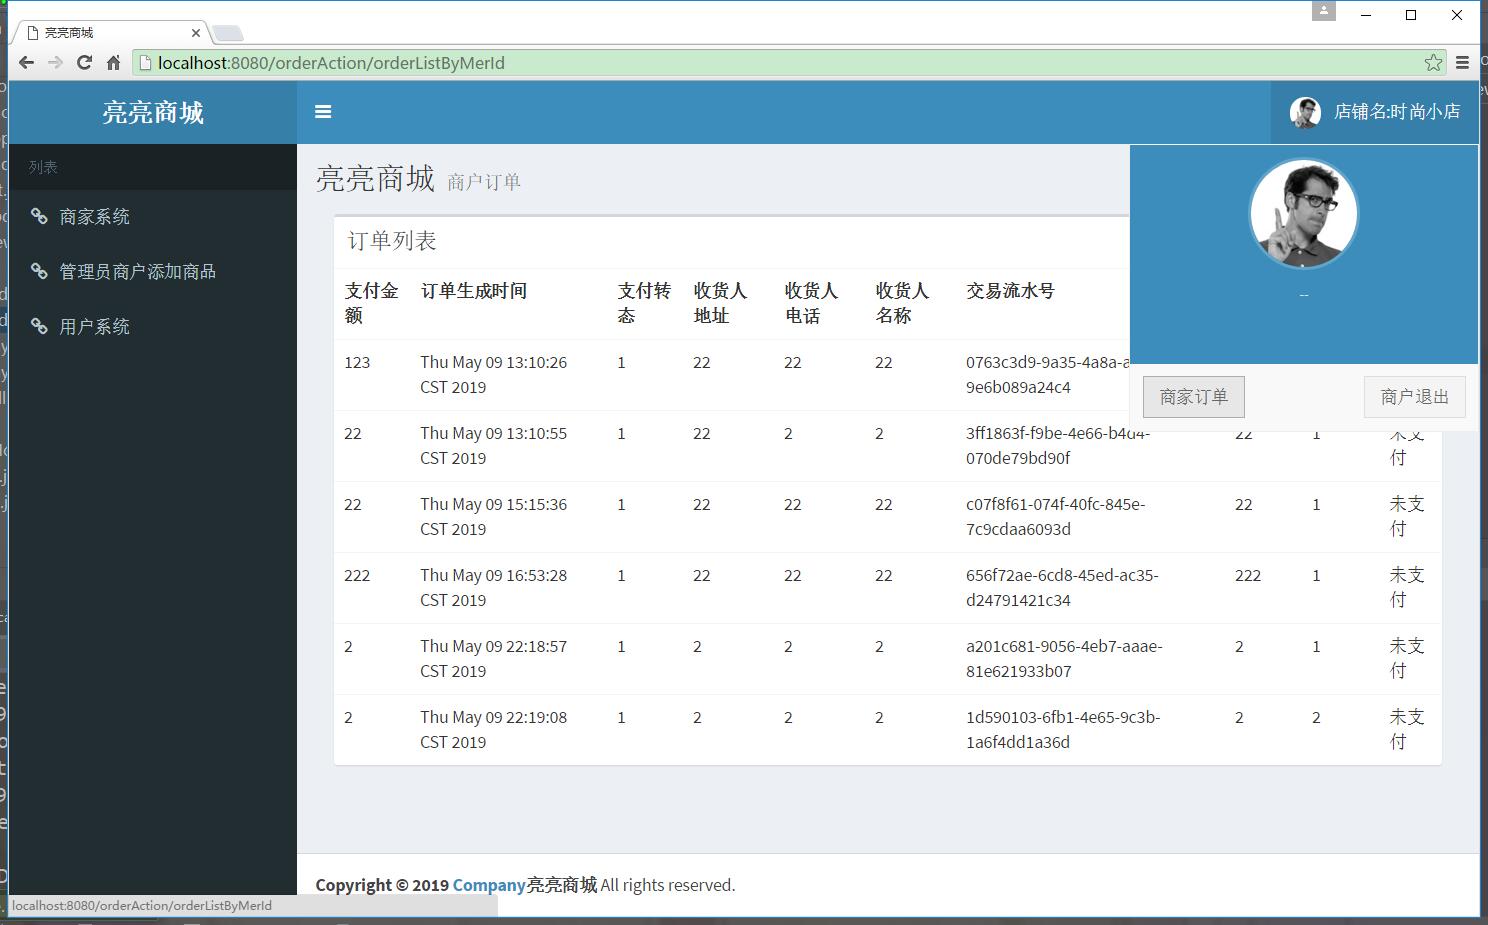 亮亮商城
localhost:8080/orderAction/orderListByMerId
亮亮商城
店铺名:时尚小店
列表
商家系统
管理员商户添加商品
用户系统
亮亮商城 商户订单
--
商家订单 商户退出
订单列表
支付金额 订单生成时间 支付转态 收货人地址 收货人电话 收货人名称 交易流水号
123 Thu May 09 13:10:26 1 22 22 22 0763c3d9-9a35-4a8a-a
CST 2019 9e6b089a24c4
22 Thu May 09 13:10:55 1 22 2 2 3ff1863f-f9be-4e66-b4d4- 22 1 未支
CST 2019 070de79bd90f 付
22 Thu May 09 15:15:36 1 22 22 22 c07f8f61-074f-40fc-845e- 22 1 未支
CST 2019 7c9cdaa6093d 付
222 Thu May 09 16:53:28 1 22 22 22 656f72ae-6cd8-45ed-ac35- 222 1 未支
CST 2019 d24791421c34 付
2 Thu May 09 22:18:57 1 2 2 2 a201c681-9056-4eb7-aaae- 2 1 未支
CST 2019 81e621933b07 付
2 Thu May 09 22:19:08 1 2 2 2 1d590103-6fb1-4e65-9c3b- 2 2 未支
CST 2019 1a6f4dd1a36d 付
Copyright © 2019 Company亮亮商城 All rights reserved.
localhost:8080/orderAction/orderListByMerId